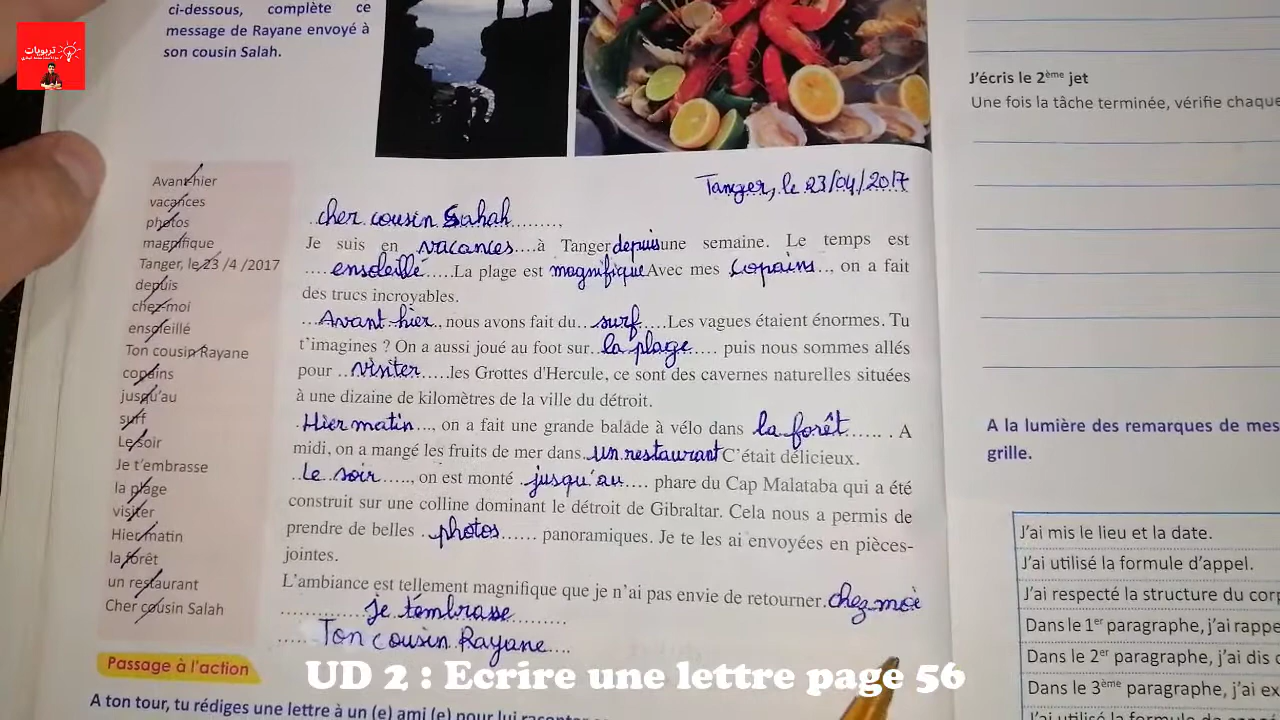 تربويات
ci-dessous, complète ce
message de Rayane envoyé à
son cousin Salah.
J'écris le 2ème jet
Une fois la tâche terminée, vérifie chaque
Avant-hier
vacances
photos
magnifique
Tanger, le 23 /4 /2017
depuis
chez-moi
ensoleillé
Ton cousin Rayane
copains
jusqu'au
surf
Le soir
Je t'embrasse
la plage
visiter
Hier matin
la forêt
un restaurant
Cher cousin Salah
Tanger, le 23/04/2017
cher cousin Sahah..........,
Je suis en vacances....à Tanger depuis une semaine. Le temps est
....ensoleillé.....La plage est magnifique Avec mes copains.., on a fait
des trucs incroyables.
...Avant hier.., nous avons fait du...surf....Les vagues étaient énormes. Tu
t'imagines ? On a aussi joué au foot sur..la plage.... puis nous sommes allés
pour ..visiter.....les Grottes d'Hercule, ce sont des cavernes naturelles situées
à une dizaine de kilomètres de la ville du détroit.
.Hier matin...., on a fait une grande balade à vélo dans la forêt...... . A
midi, on a mangé les fruits de mer dans.un restaurant C'était délicieux.
..Le soir....., on est monté .jusqu'au.... phare du Cap Malataba qui a été
construit sur une colline dominant le détroit de Gibraltar. Cela nous a permis de
prendre de belles ..photos...... panoramiques. Je te les ai envoyées en pièces-
jointes.
L'ambiance est tellement magnifique que je n'ai pas envie de retourner.chez moi
.............je tembrasse..........
.....Ton cousin Rayane....
A la lumière des remarques de mes
grille.
J'ai mis le lieu et la date.
J'ai utilisé la formule d'appel.
J'ai respecté la structure du corp
Dans le 1er paragraphe, j'ai rappe
Dans le 2er paragraphe, j'ai dis c
Dans le 3ème paragraphe, j'ai ex
J'ai utilisé la formule de
Passage à l'action
A ton tour, tu rédiges une lettre à un (e) ami (e) pour lui raconter
UD 2 : Ecrire une lettre page 56